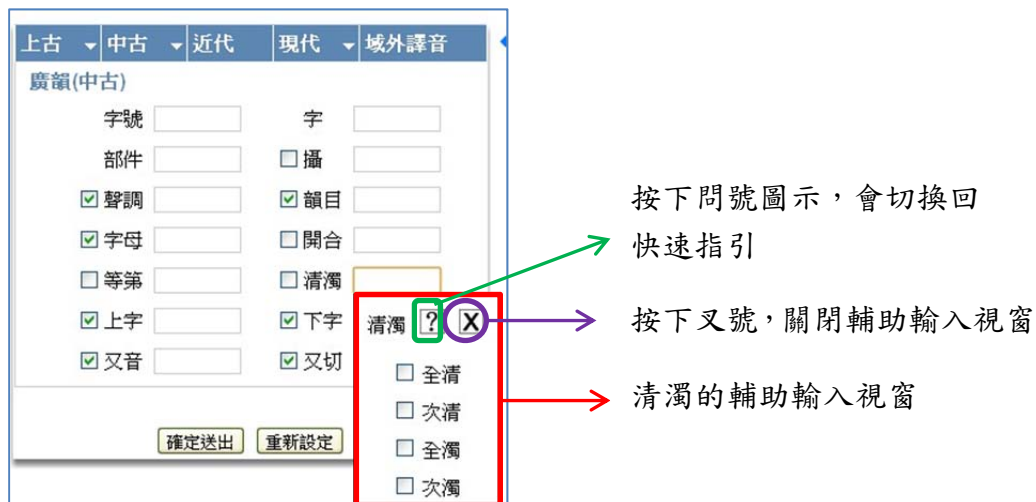 上古 中古 近代 現代 域外譯音
廣韻(中古)
字號 字
部件 攝
聲調 韻目
字母 開合
等第 清濁
上字 下字
又音 又切
確定送出 重新設定
清濁 ? X
全清
次清
全濁
次濁
按下問號圖示，會切換回
快速指引
按下叉號，關閉輔助輸入視窗
清濁的輔助輸入視窗